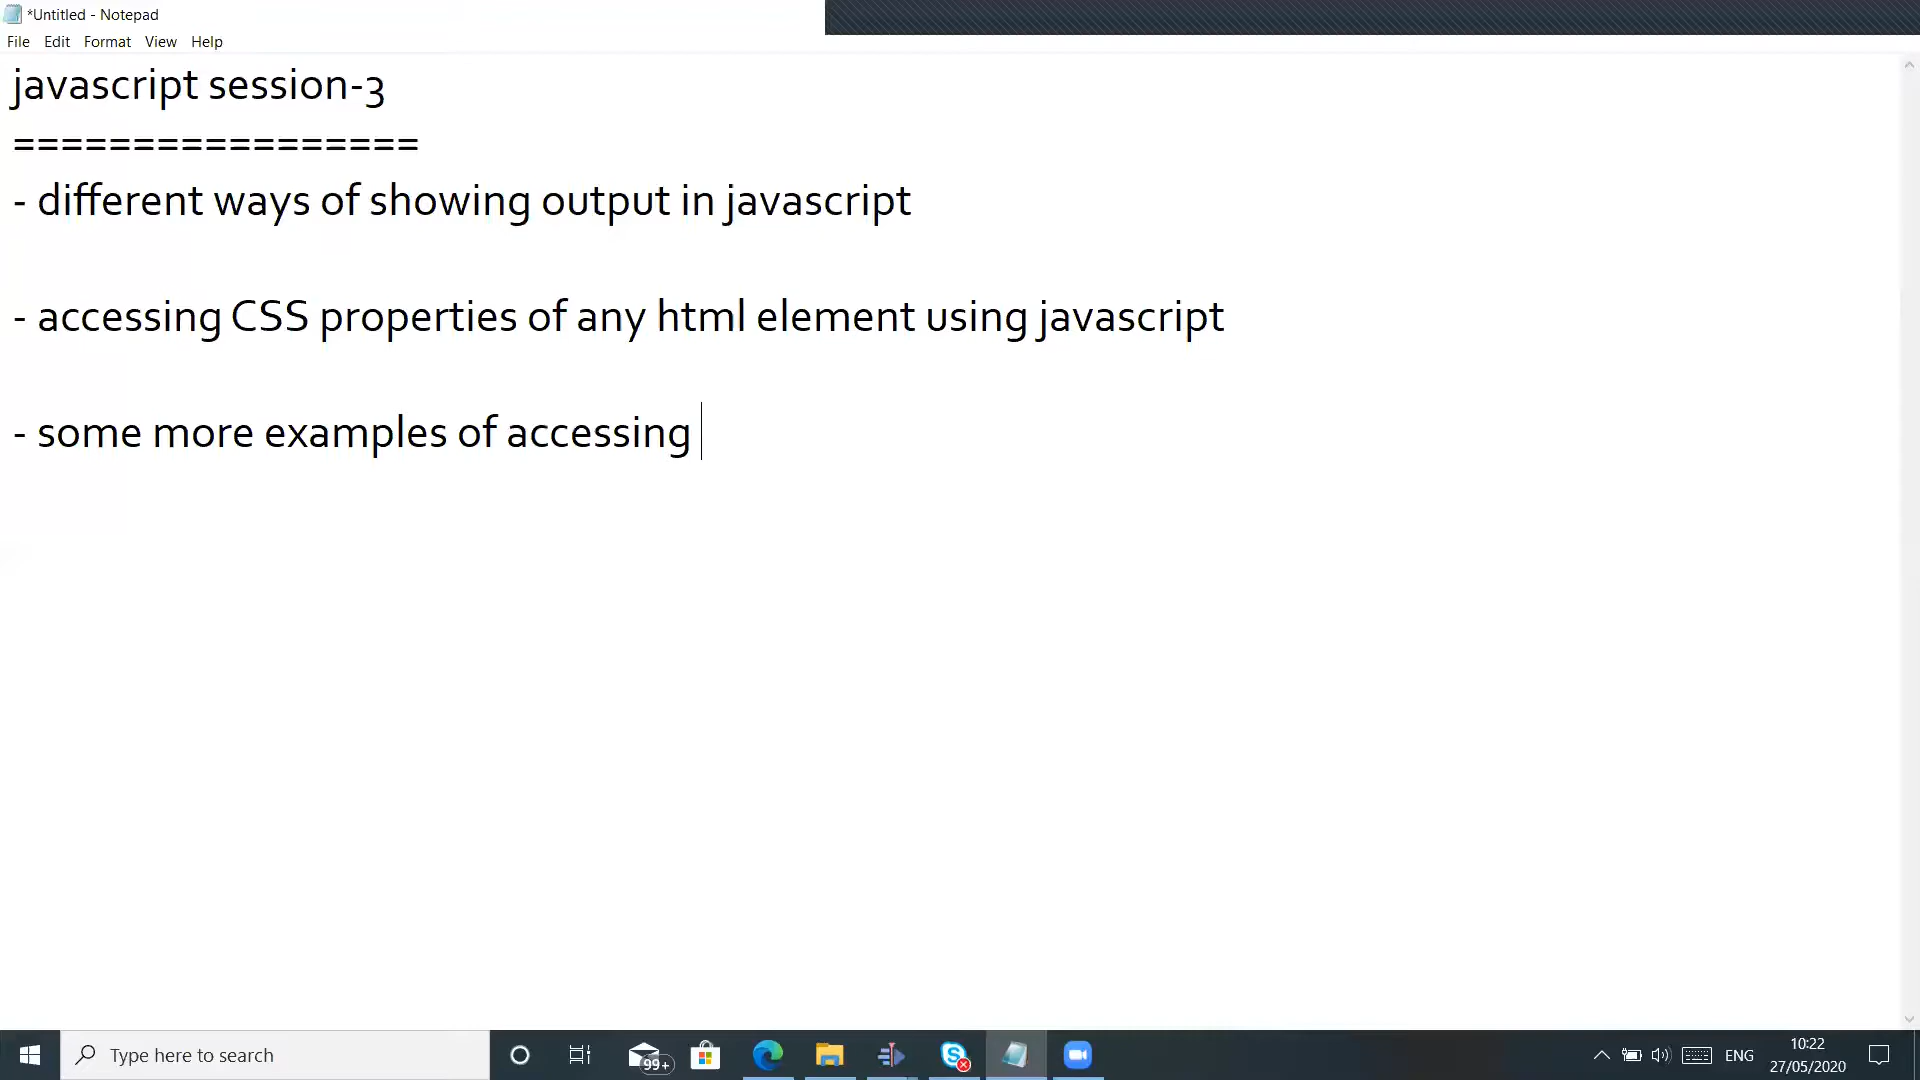 *Untitled - Notepad
File Edit Format View Help
javascript session-3
=================
- different ways of showing output in javascript
- accessing CSS properties of any html element using javascript
- some more examples of accessing
Type here to search
99+
ENG
10:22
27/05/2020